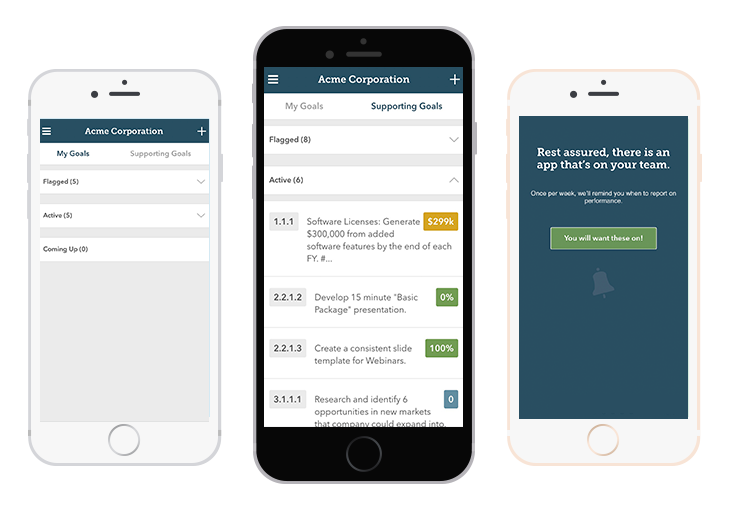 Acme Corporation
My Goals
Supporting Goals
Flagged (5)
Active (5)
Coming Up (0)
Acme Corporation
My Goals
Supporting Goals
Flagged (8)
Active (6)
1.1.1
Software Licenses: Generate
$300,000 from added
software features by the end of each
FY. #...
$299k
2.2.1.2
Develop 15 minute "Basic
Package" presentation.
0%
2.2.1.3
Create a consistent slide
template for Webinars.
100%
3.1.1.1
Research and identify 6
opportunities in new markets
that company could expand into.
0
Rest assured, there is an
app that's on your team.
Once per week, we'll remind you when to report on
performance.
You will want these on!